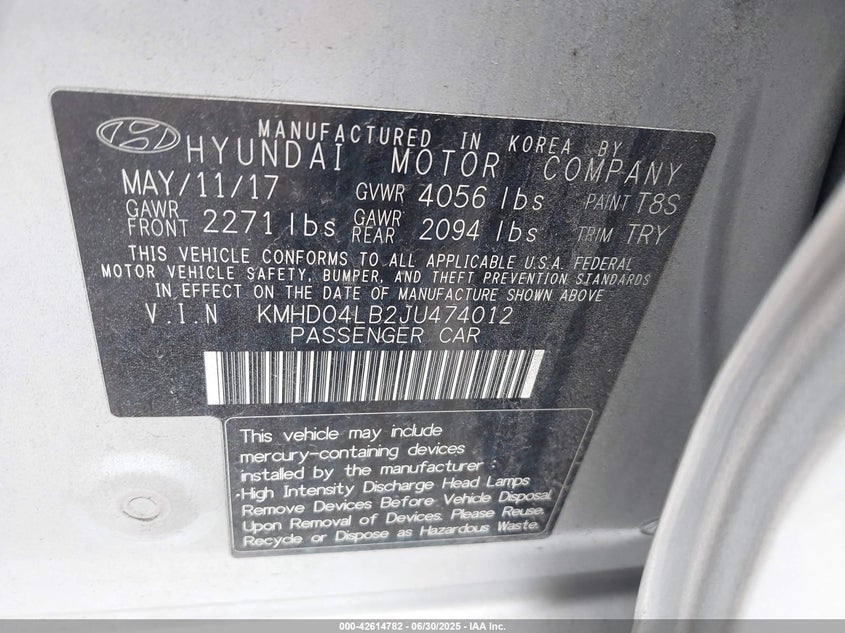 MANUFACTURED IN KOREA BY
HYUNDAI MOTOR COMPANY
MAY/11/17 GVWR 4056 lbs PAINT T8S
GAWR FRONT 2271 lbs GAWR REAR 2094 lbs TRIM TRY
THIS VEHICLE CONFORMS TO ALL APPLICABLE U.S.A. FEDERAL
MOTOR VEHICLE SAFETY, BUMPER, AND THEFT PREVENTION STANDARDS
IN EFFECT ON THE DATE OF MANUFACTURE SHOWN ABOVE
V.I.N KMHD04LB2JU474012
PASSENGER CAR
This vehicle may include
mercury-containing devices
installed by the manufacturer :
•High Intensity Discharge Head Lamps
Remove Devices Before Vehicle Disposal.
Upon Removal of Devices. Please Reuse,
Recycle or Dispose as Hazardous Waste.
000-42614782 - 06/30/2025 - IAA Inc.